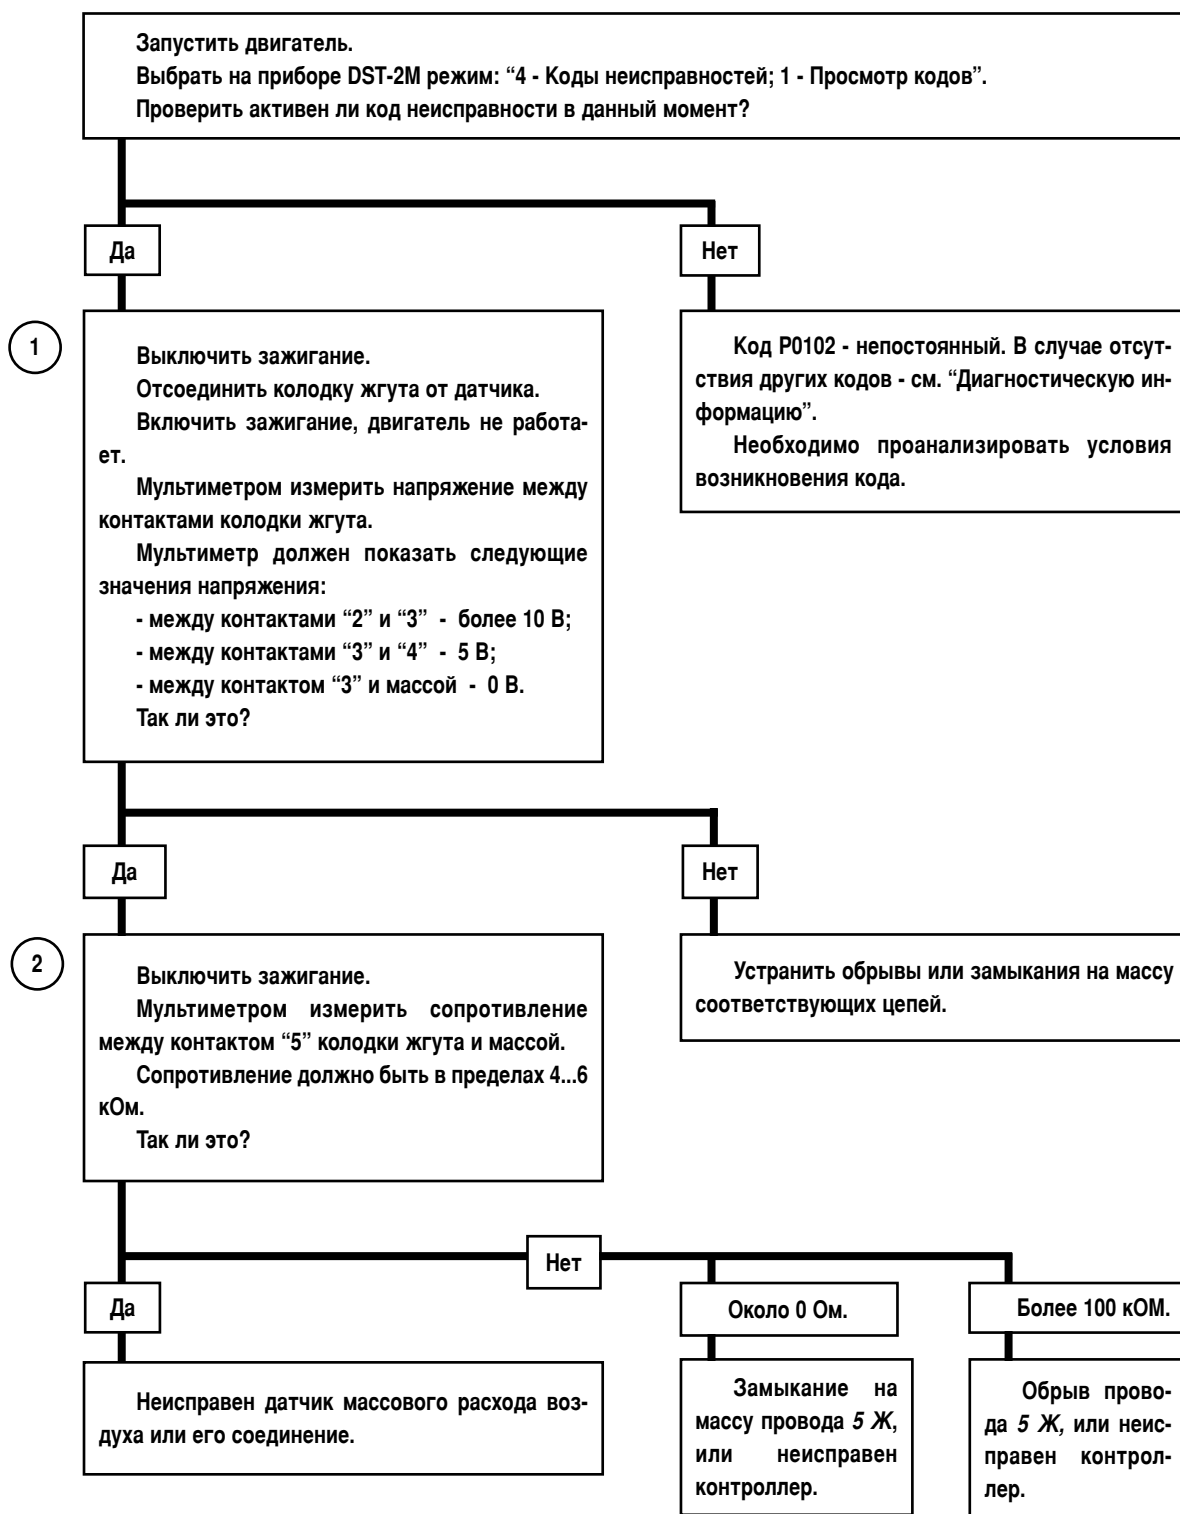 Запустить двигатель.
Выбрать на приборе DST-2M режим: “4 - Коды неисправностей; 1 - Просмотр кодов”.
Проверить активен ли код неисправности в данный момент?
Да
Нет
1
Выключить зажигание.
Отсоединить колодку жгута от датчика.
Включить зажигание, двигатель не работа-
ет.
Мультиметром измерить напряжение между
контактами колодки жгута.
Мультиметр должен показать следующие
значения напряжения:
- между контактами “2” и “3” - более 10 В;
- между контактами “3” и “4” - 5 В;
- между контактом “3” и массой - 0 В.
Так ли это?
Код Р0102 - непостоянный. В случае отсут-
ствия других кодов - см. “Диагностическую ин-
формацию”.
Необходимо проанализировать условия
возникновения кода.
Да
Нет
2
Выключить зажигание.
Мультиметром измерить сопротивление
между контактом “5” колодки жгута и массой.
Сопротивление должно быть в пределах 4...6
кОм.
Так ли это?
Устранить обрывы или замыкания на массу
соответствующих цепей.
Нет
Да
Около 0 Ом.
Более 100 кОМ.
Неисправен датчик массового расхода воз-
духа или его соединение.
Замыкание на
массу провода 5 Ж,
или неисправен
контроллер.
Обрыв прово-
да 5 Ж, или неис-
правен контрол-
лер.